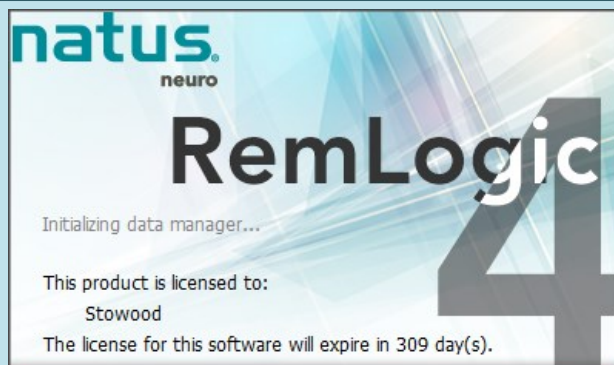 natus.
neuro
RemLogic
4
Initializing data manager...
This product is licensed to:
Stowood
The license for this software will expire in 309 day(s).